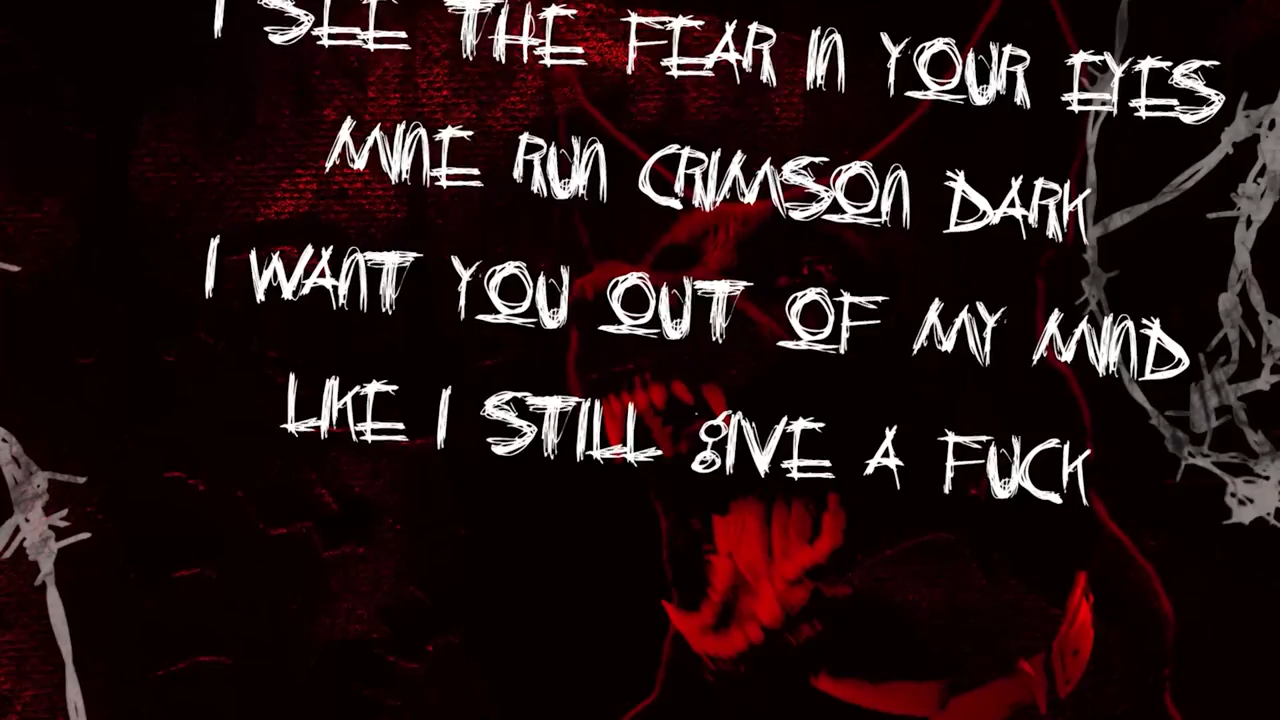 I SEE THE FEAR IN YOUR EYES
MINE RUN CRIMSON DARK
I WANT YOU OUT OF MY MIND
LIKE I STILL GIVE A FUCK